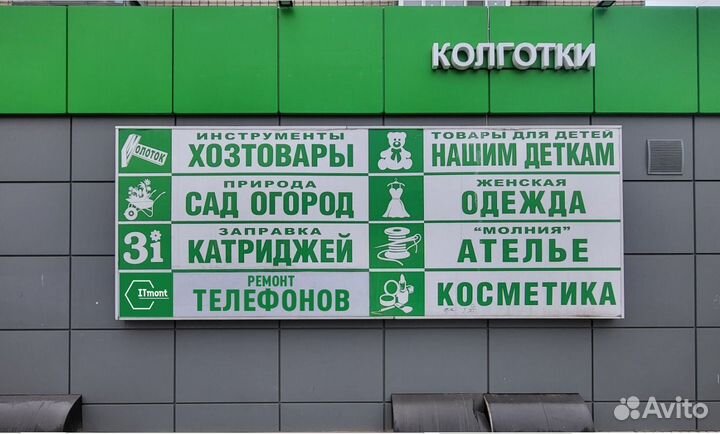 КОЛГОТКИ
МОЛОТОК
ИНСТРУМЕНТЫ
ХОЗТОВАРЫ
ПРИРОДА
САД ОГОРОД
3i
ЗАПРАВКА
КАТРИДЖЕЙ
ITmont
РЕМОНТ
ТЕЛЕФОНОВ
ТОВАРЫ ДЛЯ ДЕТЕЙ
НАШИМ ДЕТКАМ
ЖЕНСКАЯ
ОДЕЖДА
"МОЛНИЯ"
АТЕЛЬЕ
КОСМЕТИКА
Avito